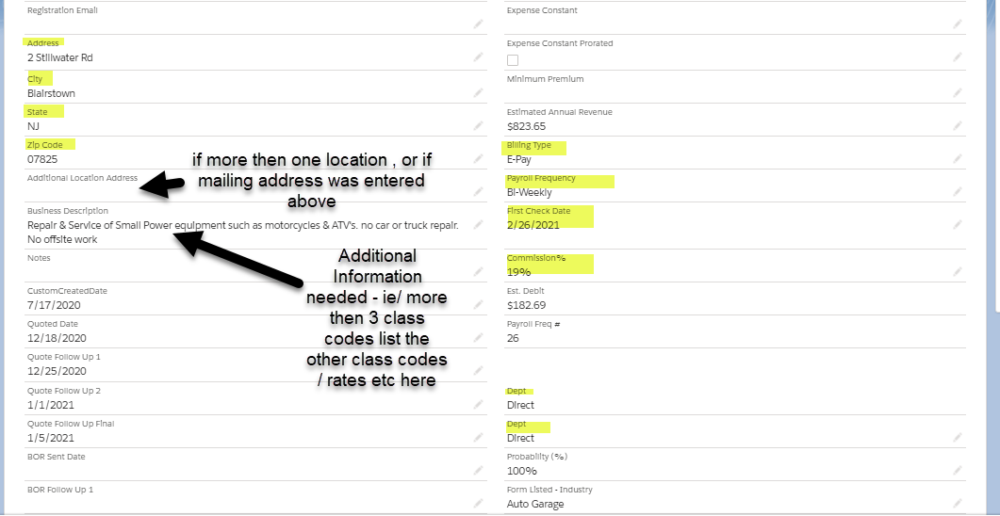 Registration Email
Address
2 Stillwater Rd
City
Blairstown
State
NJ
Zip Code
07825
Additional Location Address
if more then one location , or if
mailing address was entered
above
Business Description
Repair & Service of Small Power equipment such as motorcycles & ATV's. no car or truck repair.
No offsite work
Notes
Additional
Information
needed - ie/ more
then 3 class
codes list the
other class codes
/ rates etc here
CustomCreatedDate
7/17/2020
Quoted Date
12/18/2020
Quote Follow Up 1
12/25/2020
Quote Follow Up 2
1/1/2021
Quote Follow Up Final
1/5/2021
BOR Sent Date
BOR Follow Up 1
Expense Constant
Expense Constant Prorated
Minimum Premium
Estimated Annual Revenue
$823.65
Billing Type
E-Pay
Payroll Frequency
Bi-Weekly
First Check Date
2/26/2021
Commission%
19%
Est. Debit
$182.69
Payroll Freq #
26
Dept
Direct
Dept
Direct
Probability (%)
100%
Form Listed - Industry
Auto Garage